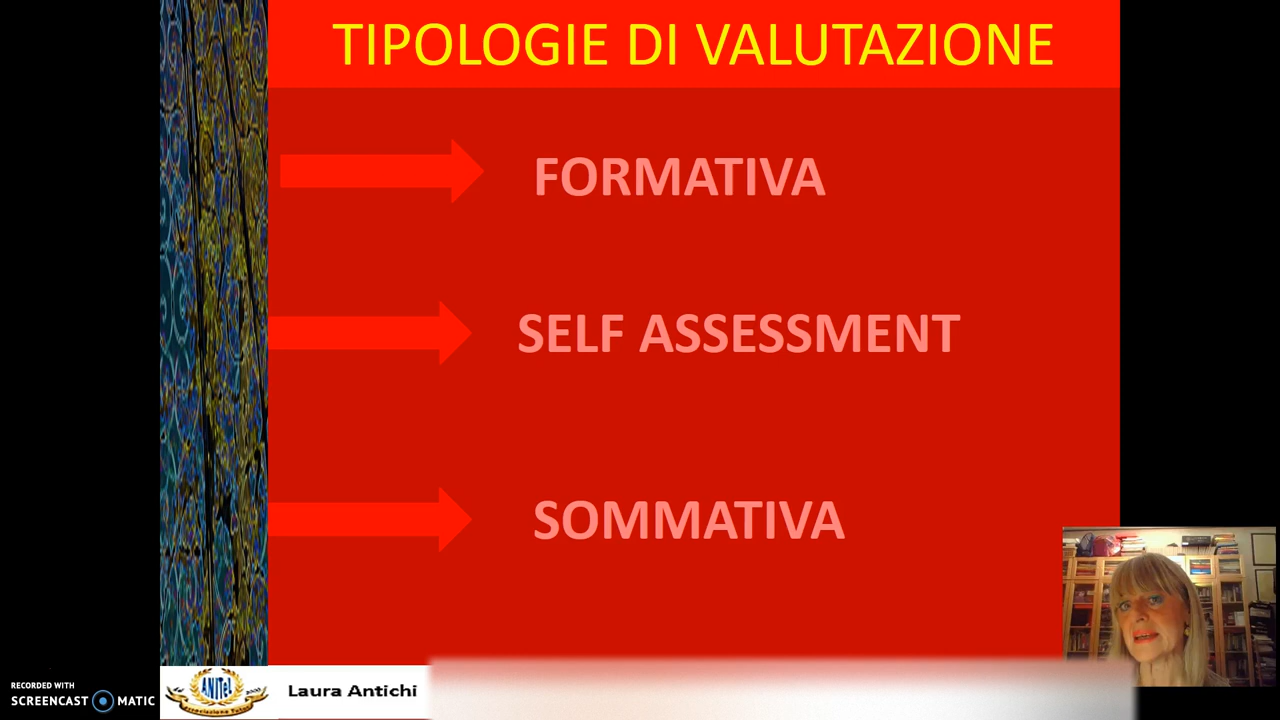 TIPOLOGIE DI VALUTAZIONE
FORMATIVA
SELF ASSESSMENT
SOMMATIVA
ANITeL
Laura Antichi
RECORDED WITH
SCREENCAST MATIC